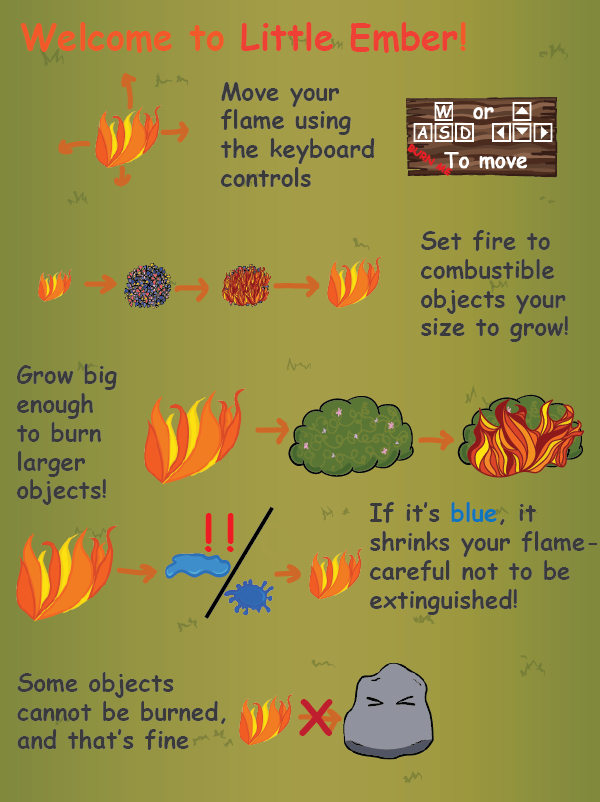 Welcome to Little Ember!
Move your
flame using
the keyboard
controls
W or
A S D
BURN ME
To move
Set fire to
combustible
objects your
size to grow!
Grow big
enough
to burn
larger
objects!
!!
If it's blue, it
shrinks your flame-
careful not to be
extinguished!
Some objects
cannot be burned,
and that's fine